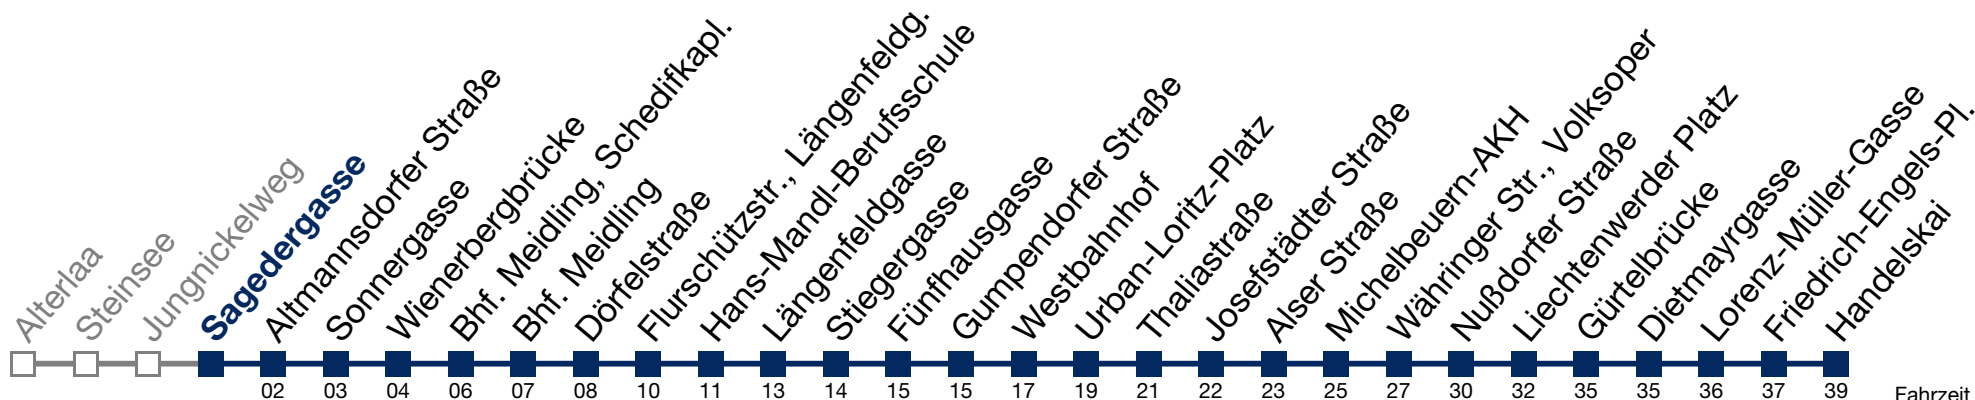 Alterlaa
Steinsee
Jungnickelweg
Sagedergasse
Altmannsdorfer Straße
Sonnergasse
Wienerbergbrücke
Bhf. Meidling, Schedifkapl.
Bhf. Meidling
Dörfelstraße
Flurschützstr., Längenfeldg.
Hans-Mandl-Berufsschule
Längenfeldgasse
Stiegergasse
Fünfhausgasse
Gumpendorfer Straße
Westbahnhof
Urban-Loritz-Platz
Thaliastraße
Josefstädter Straße
Alser Straße
Michelbeuern-AKH
Währinger Str., Volksoper
Nußdorfer Straße
Liechtenwerder Platz
Gürtelbrücke
Dietmayrgasse
Lorenz-Müller-Gasse
Friedrich-Engels-Pl.
Handelskai
02 03 04 06 07 08 10 11 13 14 15 15 17 19 21 22 23 25 27 30 32 35 35 36 37 39 Fahrzeit